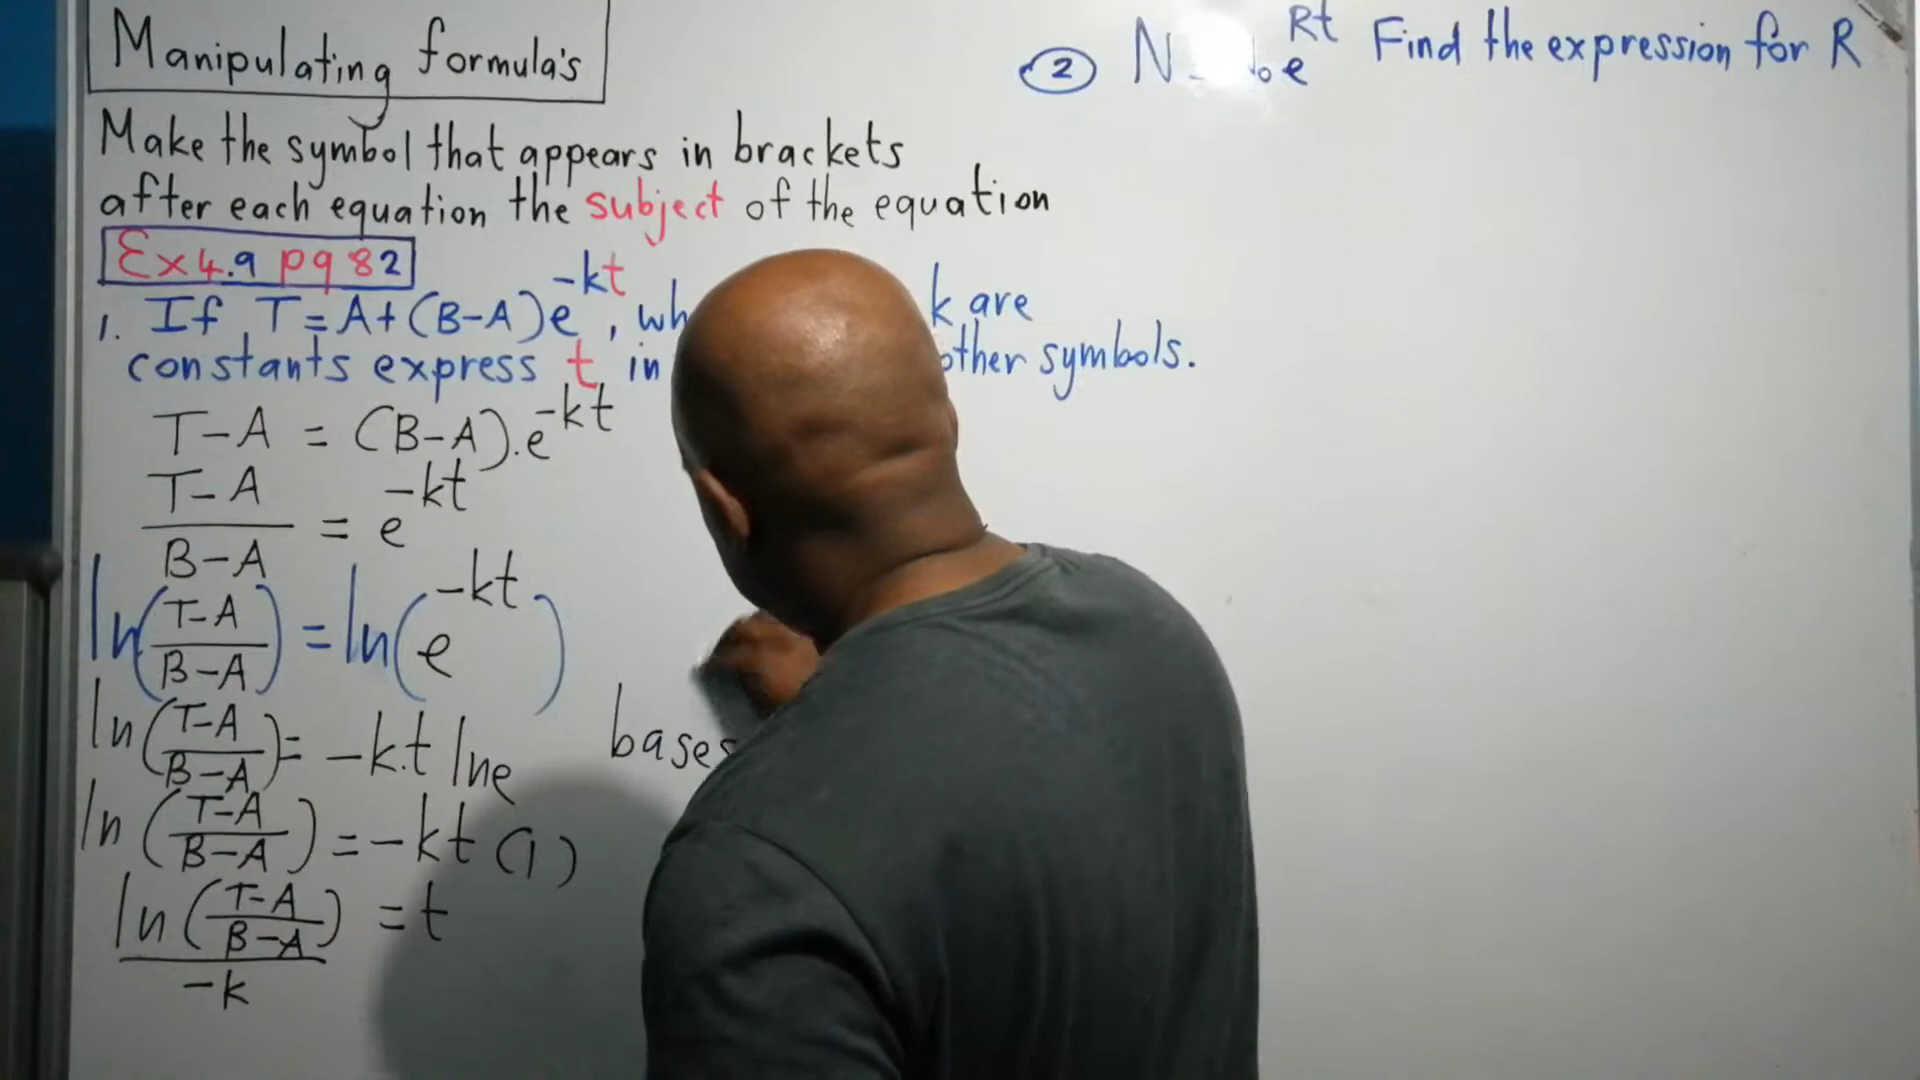 Manipulating formula's
Make the symbol that appears in brackets
after each equation the subject of the equation
Ex 4.9 pg 82
1. If T = A + (B-A)e^-kt, k are
constants express t in other symbols.
T-A = (B-A).e^-kt
T-A/B-A = e^-kt
ln(T-A/B-A) = ln(e^-kt)
ln(T-A/B-A) = -k.t lne
bases
ln(T-A/B-A) = -kt(1)
ln(T-A/B-A)/-k = t
② N e^Rt Find the expression for R